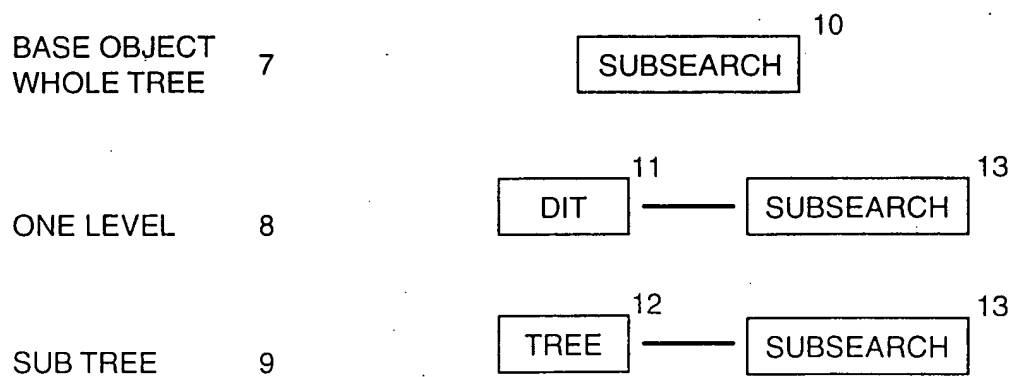 10
BASE OBJECT
WHOLE TREE 7 SUBSEARCH
11 13
ONE LEVEL 8 DIT SUBSEARCH
12 13
SUB TREE 9 TREE SUBSEARCH